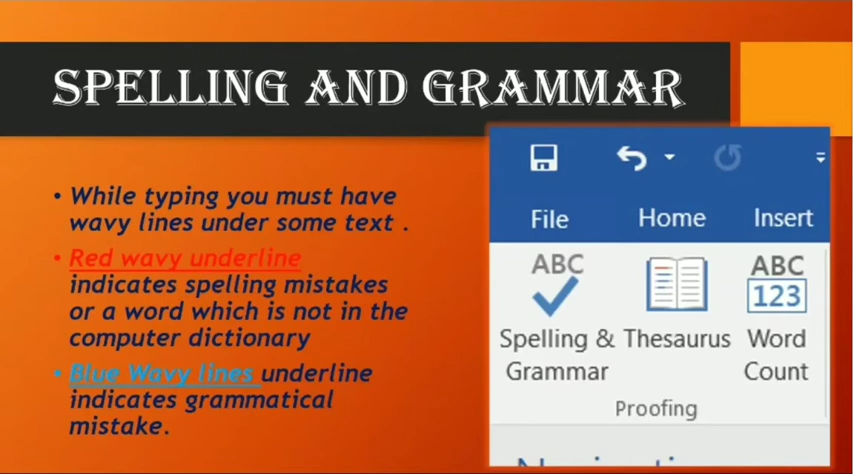 SPELLING AND GRAMMAR
• While typing you must have
wavy lines under some text .
• Red wavy underline
indicates spelling mistakes
or a word which is not in the
computer dictionary
• Blue Wavy lines underline
indicates grammatical
mistake.
File Home Insert
ABC ABC
123
Spelling & Thesaurus Word
Grammar Count
Proofing